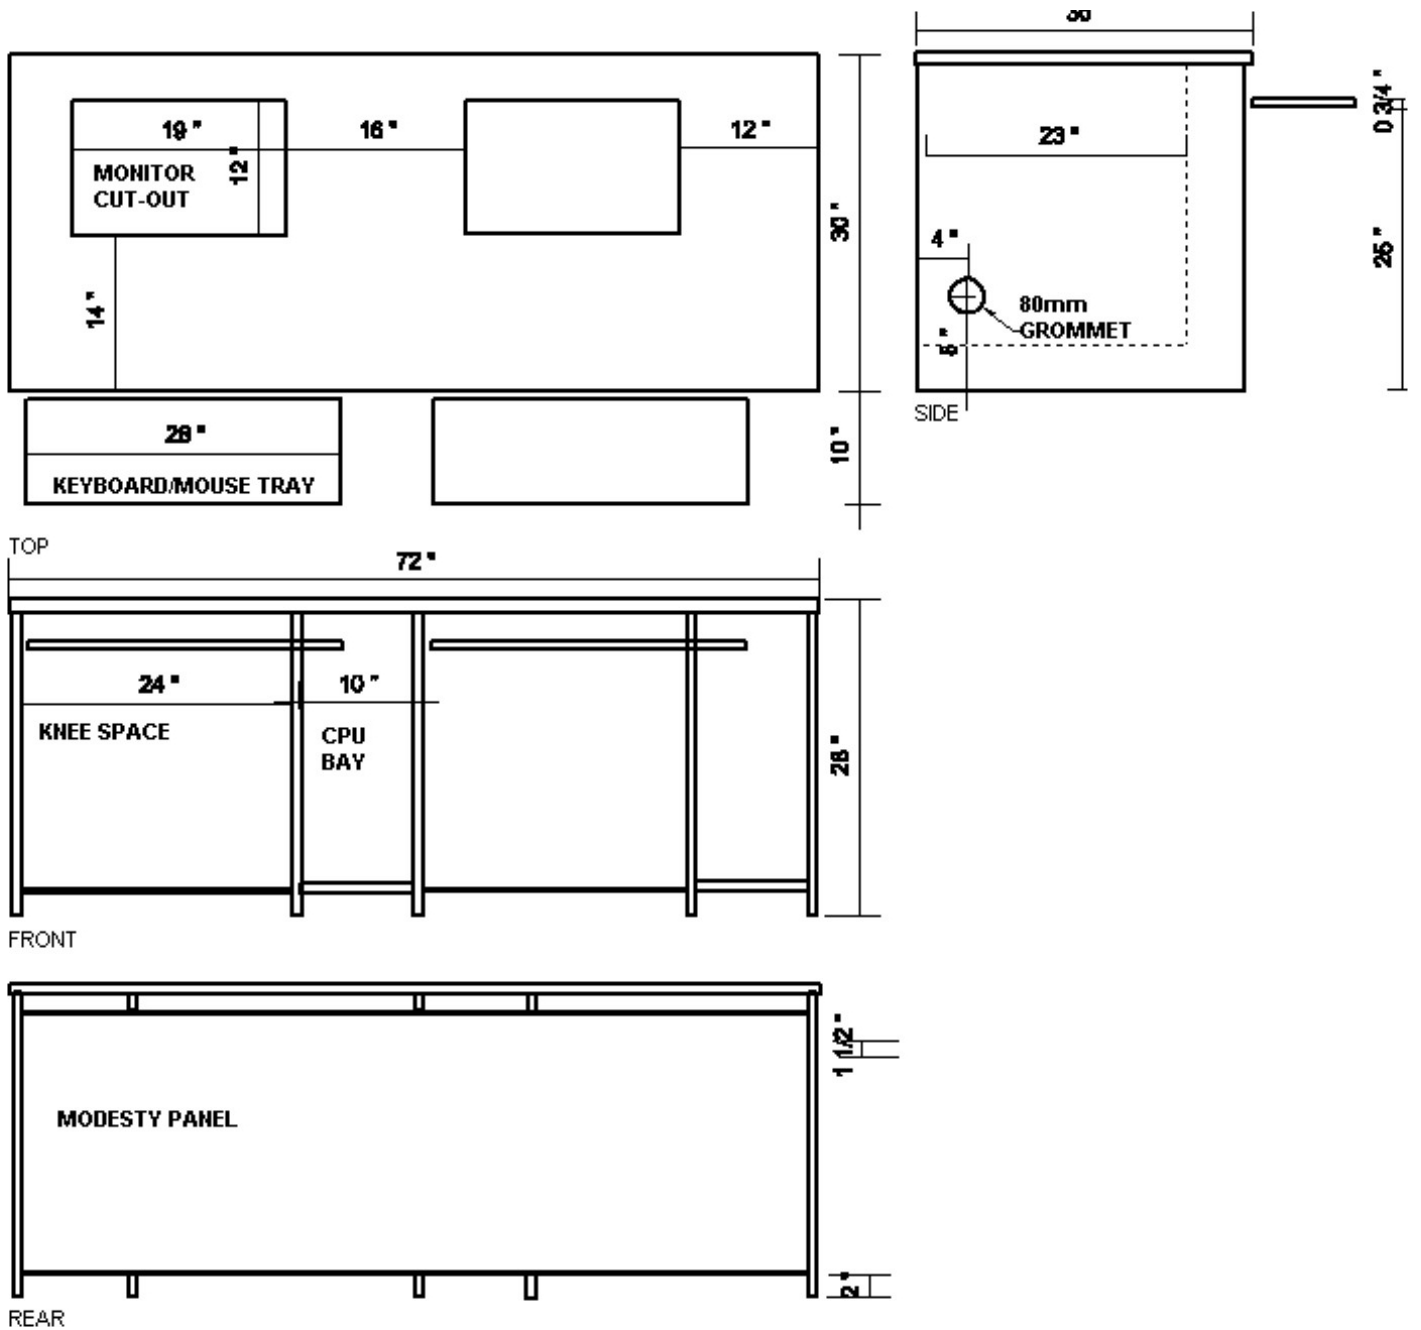 30
19 "
16 "
12 "
12 "
MONITOR
CUT-OUT
14 "
30 "
28 "
KEYBOARD/MOUSE TRAY
10 "
TOP
23 "
4 "
80mm
GROMMET
8 "
0 3/4 "
25 "
SIDE
72 "
24 "
10 "
KNEE SPACE
CPU
BAY
28 "
FRONT
1 1/2 "
MODESTY PANEL
2 "
REAR